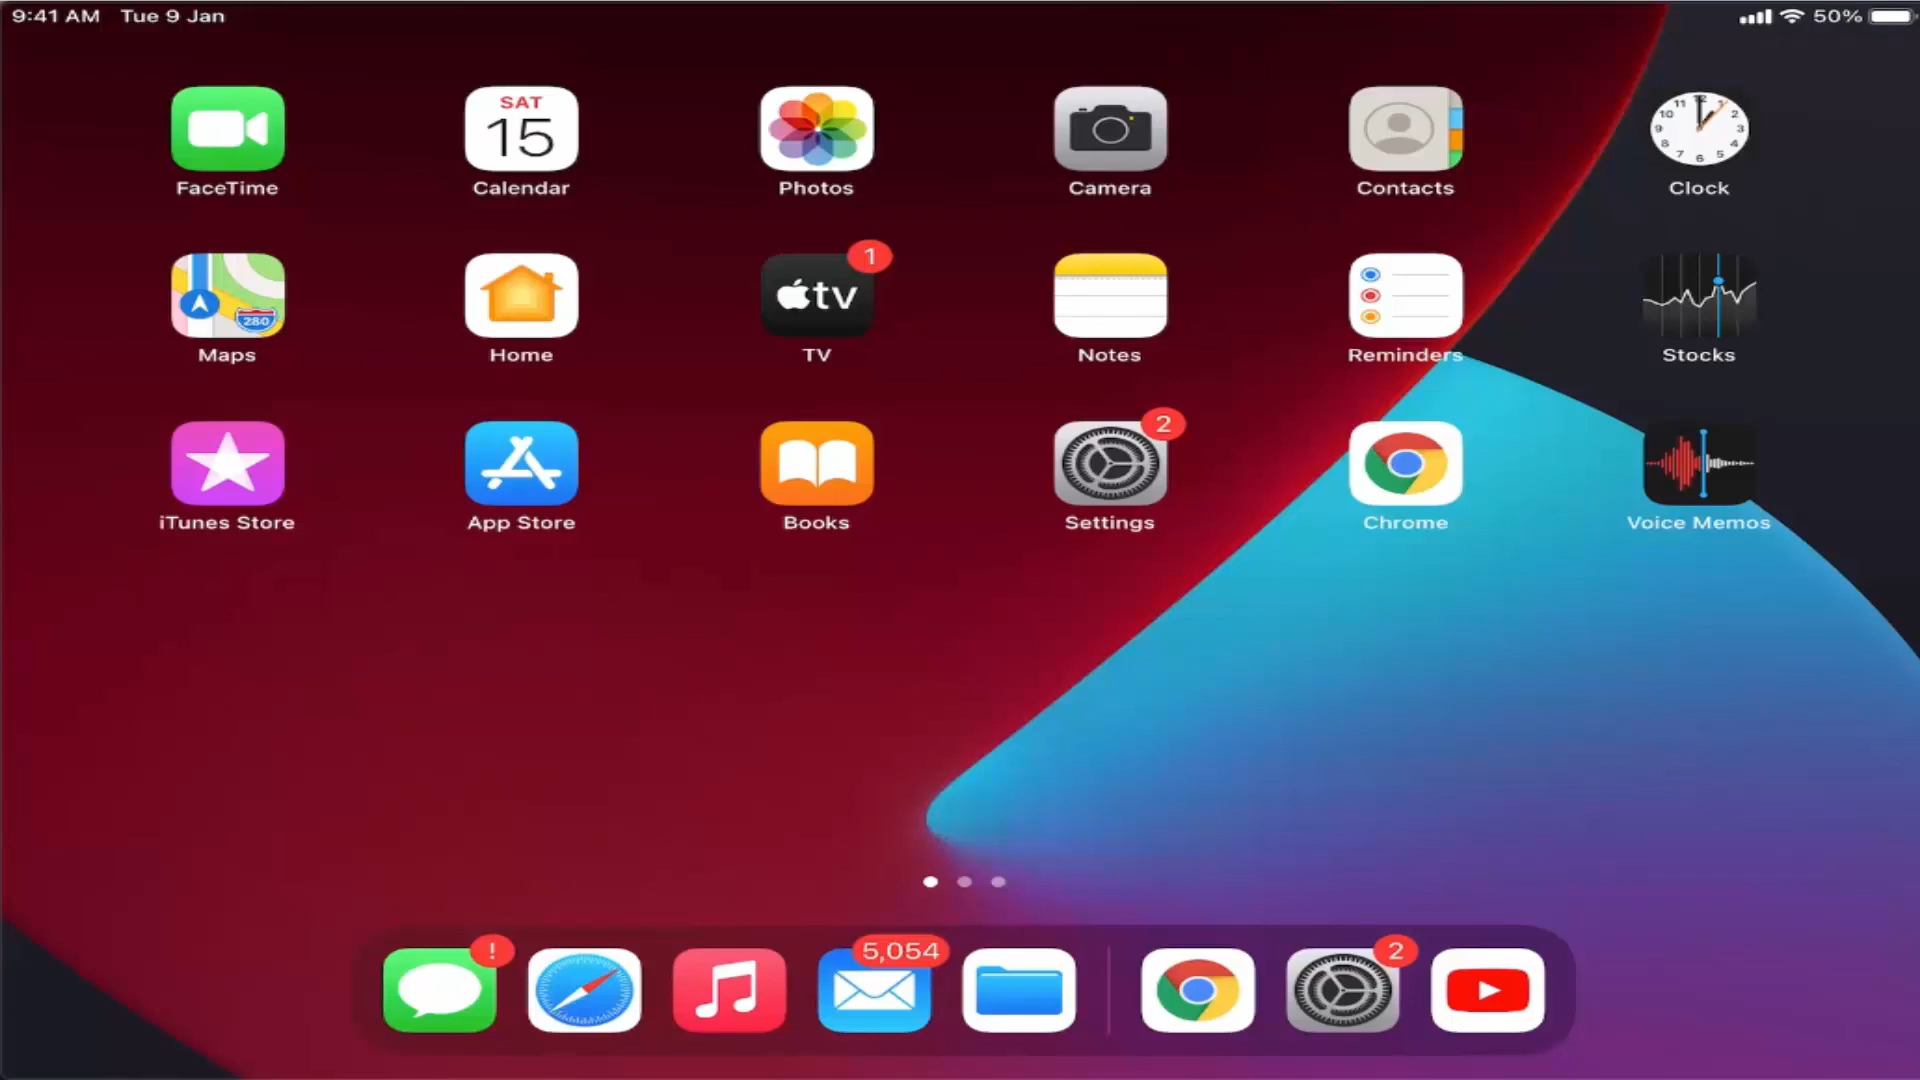 9:41 AM Tue 9 Jan 50%
SAT
15
FaceTime Calendar Photos Camera Contacts Clock
1
280
tv
Maps Home TV Notes Reminders Stocks
2
iTunes Store App Store Books Settings Chrome Voice Memos
! 5,054 2